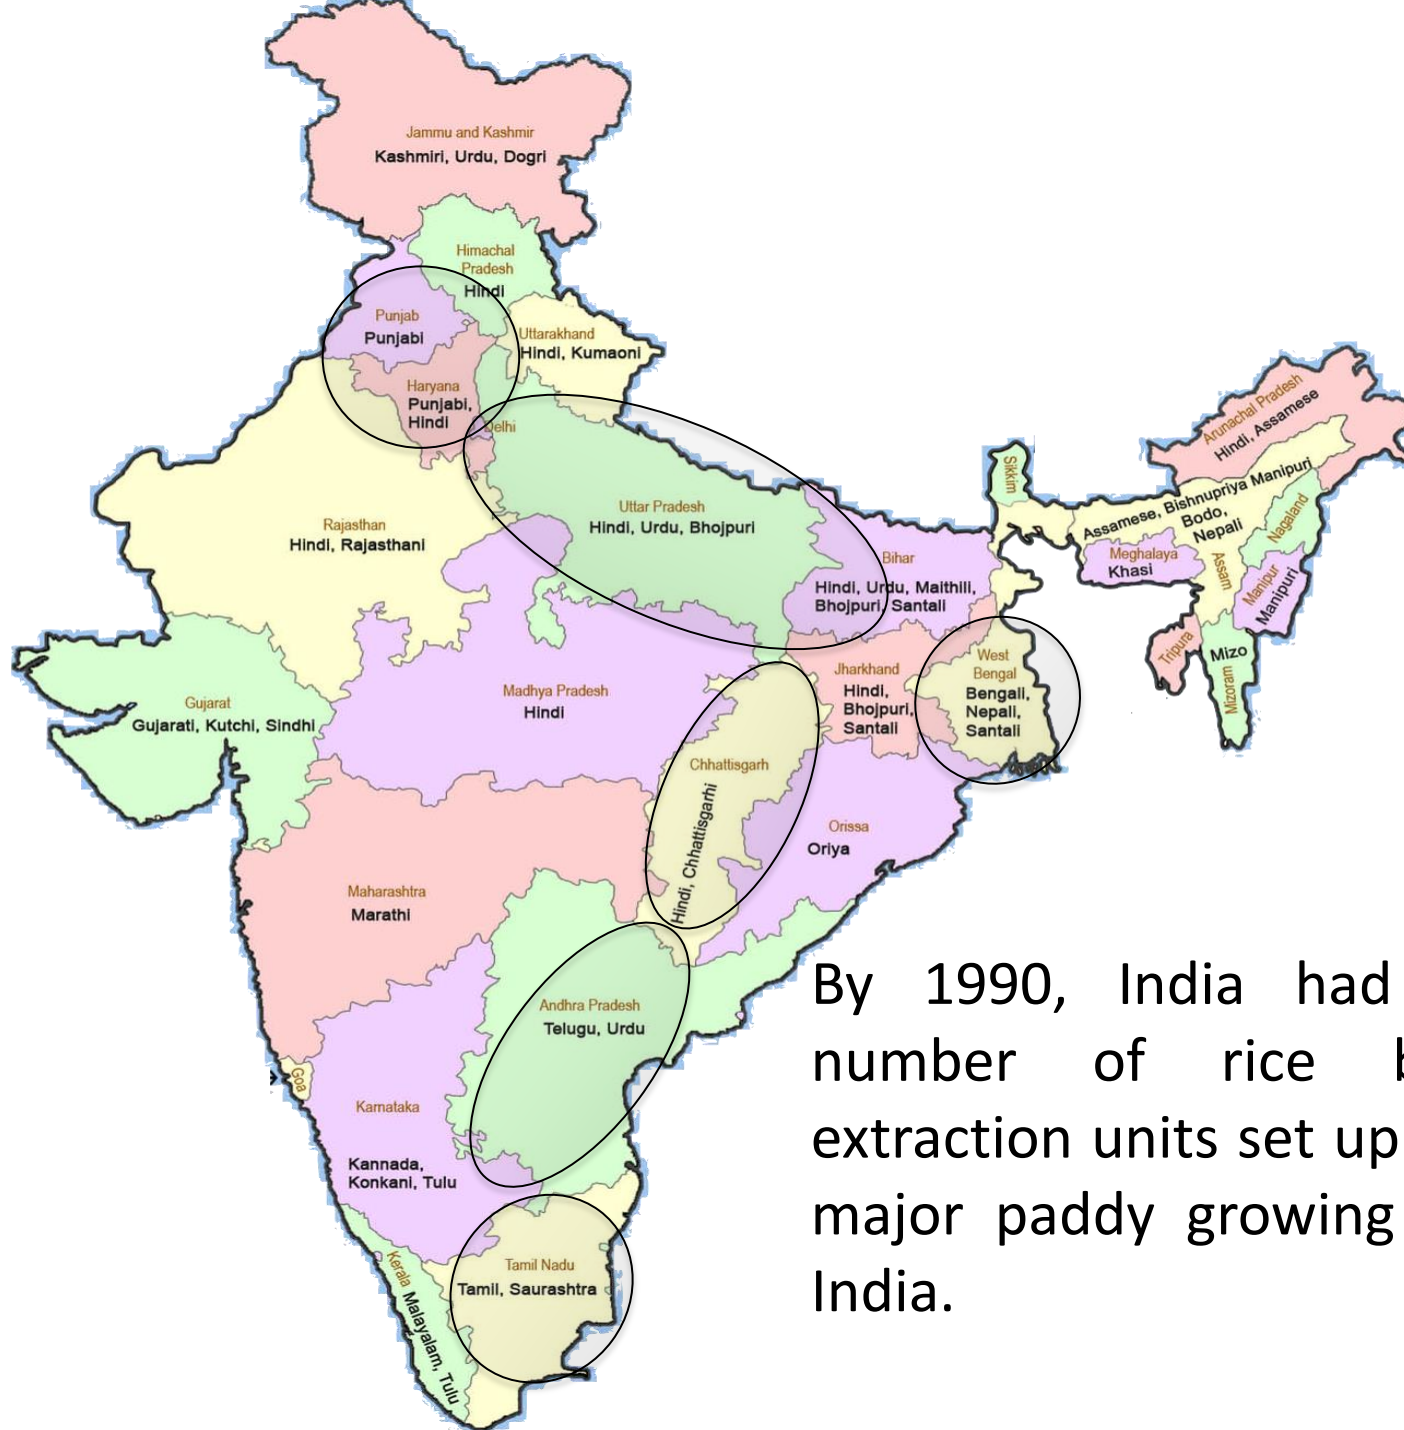 Jammu and Kashmir
Kashmiri, Urdu, Dogri
Himachal
Pradesh
Hindi
Punjab
Punjabi
Uttarakhand
Hindi, Kumaoni
Haryana
Punjabi,
Hindi
Delhi
Rajasthan
Hindi, Rajasthani
Uttar Pradesh
Hindi, Urdu, Bhojpuri
Bihar
Hindi, Urdu, Maithili,
Bhojpuri, Santali
Sikkim
Arunachal Pradesh
Hindi, Assamese
Assamese, Bishnupriya Manipuri
Bodo,
Nepali
Assam
Nagaland
Meghalaya
Khasi
Manipur
Manipuri
Tripura
Mizo
Mizoram
Gujarat
Gujarati, Kutchi, Sindhi
Madhya Pradesh
Hindi
Jharkhand
Hindi,
Bhojpuri,
Santali
West
Bengal
Bengali,
Nepali,
Santali
Chhattisgarh
Hindi, Chhattisgarhi
Orissa
Oriya
Maharashtra
Marathi
Andhra Pradesh
Telugu, Urdu
Goa
Karnataka
Kannada,
Konkani, Tulu
Kerala
Malayalam, Tulu
Tamil Nadu
Tamil, Saurashtra
By 1990, India had
number of rice
extraction units set up
major paddy growing
India.